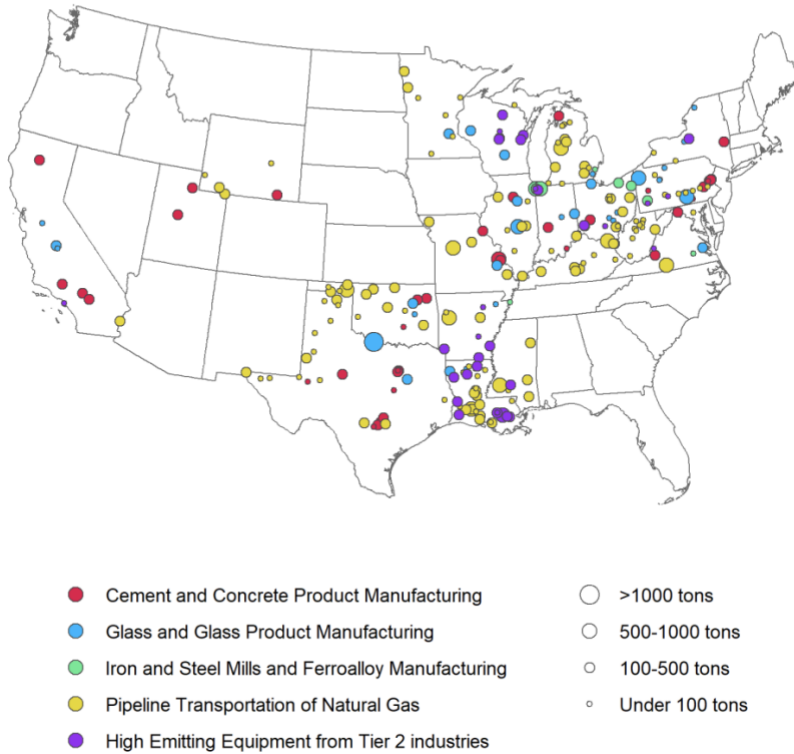 Cement and Concrete Product Manufacturing
Glass and Glass Product Manufacturing
Iron and Steel Mills and Ferroalloy Manufacturing
Pipeline Transportation of Natural Gas
High Emitting Equipment from Tier 2 industries
>1000 tons
500-1000 tons
100-500 tons
Under 100 tons